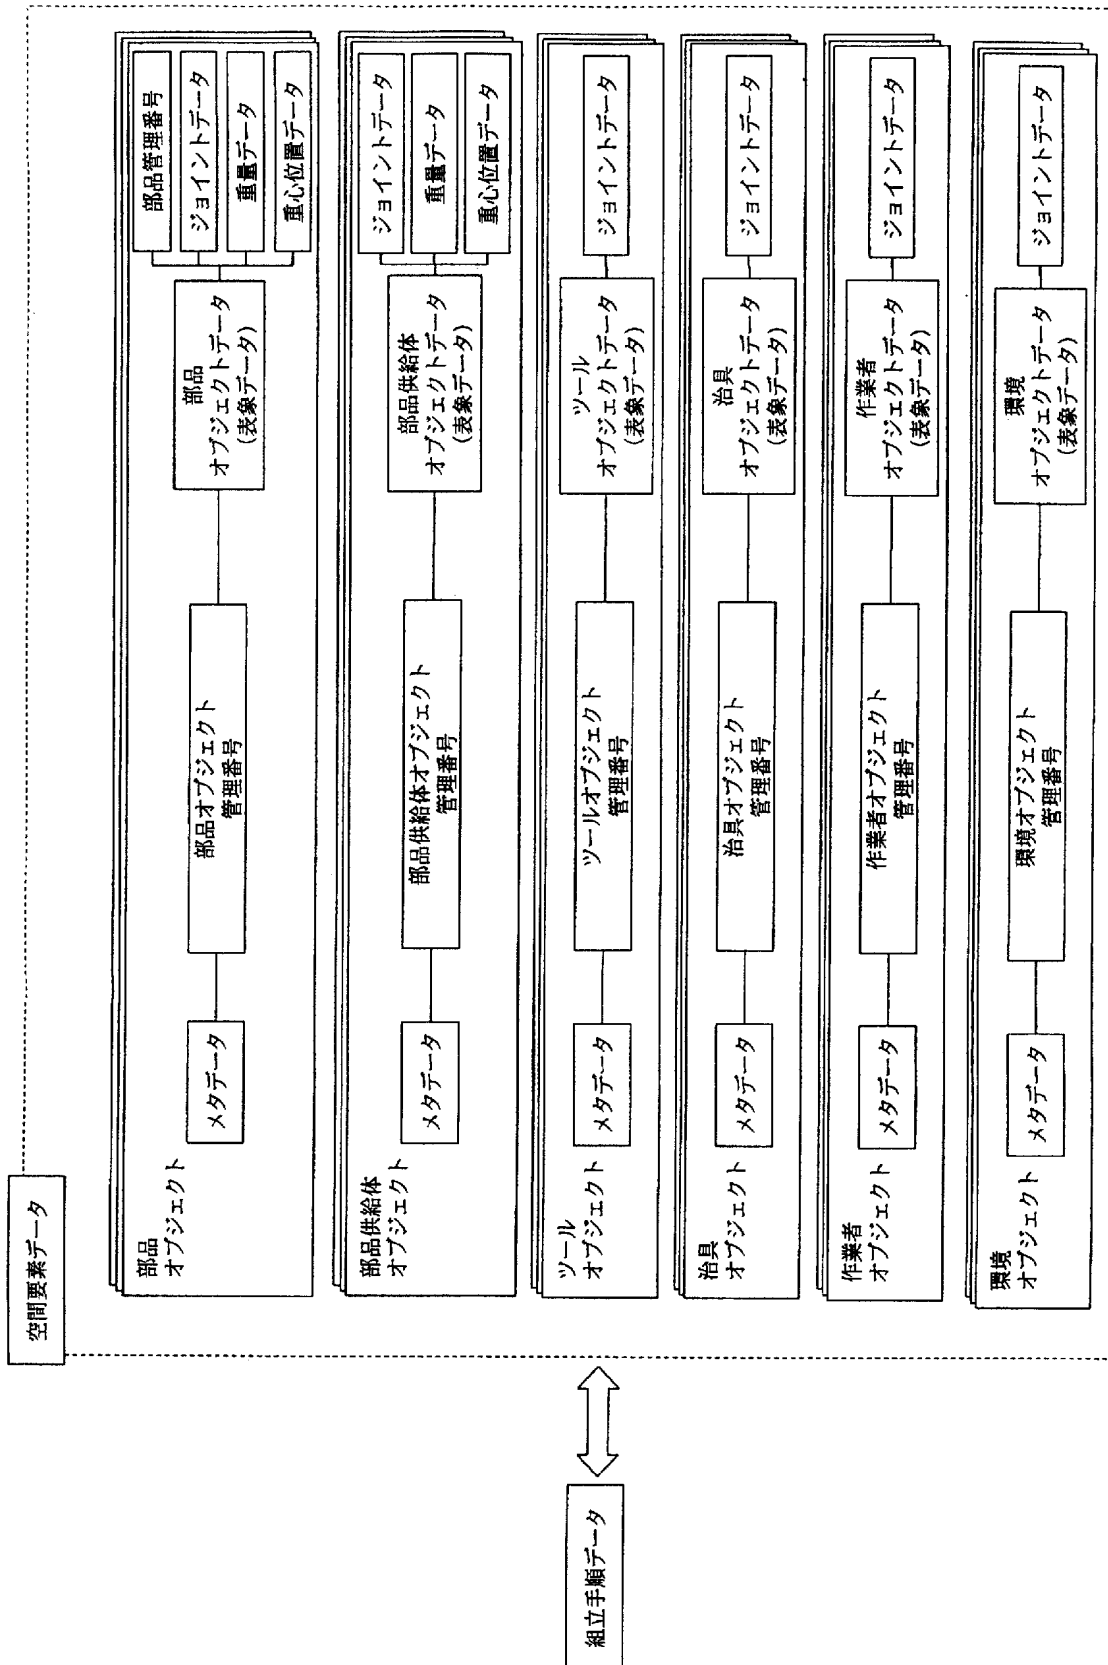 空間要素データ
部品
オブジェクト
メタデータ
部品オブジェクト
管理番号
部品
オブジェクトデータ
(表象データ)
部品管理番号
ジョイントデータ
重量データ
重心位置データ
部品供給体
オブジェクト
メタデータ
部品供給体オブジェクト
管理番号
部品供給体
オブジェクトデータ
(表象データ)
ジョイントデータ
重量データ
重心位置データ
ツール
オブジェクト
メタデータ
ツールオブジェクト
管理番号
ツール
オブジェクトデータ
(表象データ)
ジョイントデータ
治具
オブジェクト
メタデータ
治具オブジェクト
管理番号
治具
オブジェクトデータ
(表象データ)
ジョイントデータ
作業者
オブジェクト
メタデータ
作業者オブジェクト
管理番号
作業者
オブジェクトデータ
(表象データ)
ジョイントデータ
環境
オブジェクト
メタデータ
環境オブジェクト
管理番号
環境
オブジェクトデータ
(表象データ)
ジョイントデータ
組立手順データ